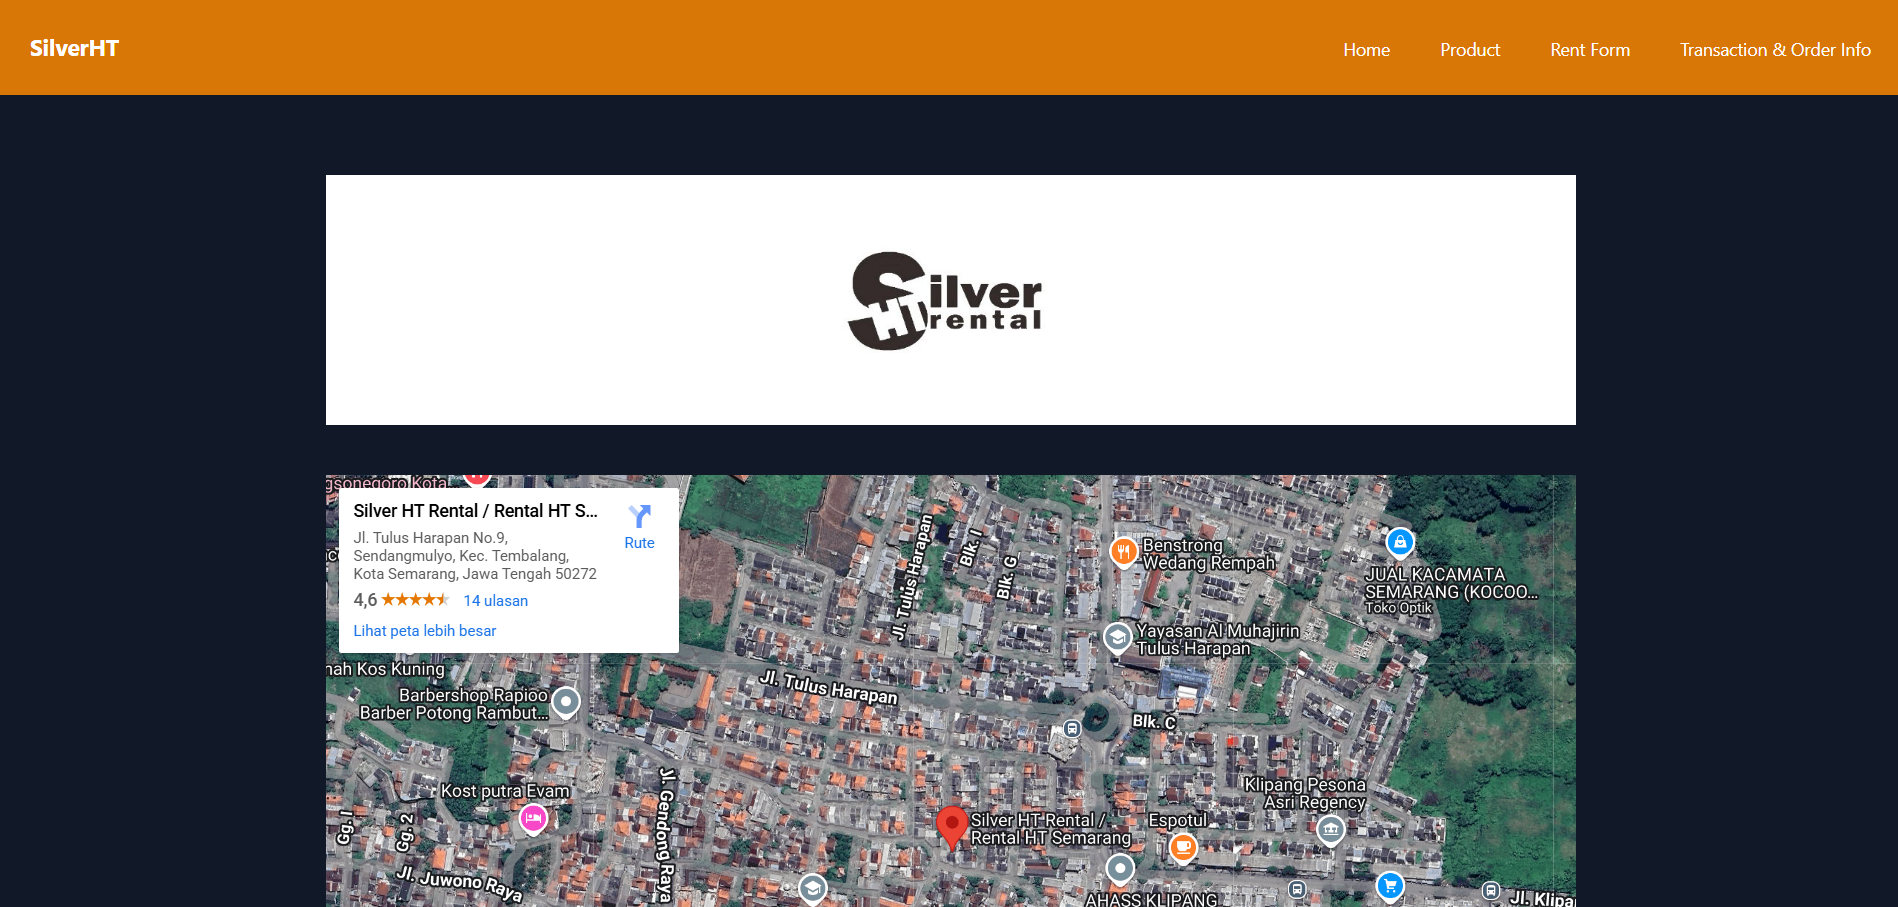 SilverHT
Home
Product
Rent Form
Transaction & Order Info
Silver
HT
rental
gsonegoro Kota
Silver HT Rental / Rental HT S...
Rute
Jl. Tulus Harapan No.9,
Sendangmulyo, Kec. Tembalang,
Kota Semarang, Jawa Tengah 50272
4,6
14 ulasan
Lihat peta lebih besar
Jl. Tulus Harapan
Blk. I
Blk. G
Benstrong
Wedang Rempah
JUAL KACAMATA
SEMARANG (KOCOO...
Toko Optik
Yayasan Al Muhajirin
Tulus Harapan
nah Kos Kuning
Barbershop Rapioo
Barber Potong Rambut...
Jl. Tulus Harapan
Blk. C
Kost putra Evam
Gg. I
Gg. 2
Jl. Gendong Raya
Jl. Juwono Raya
Silver HT Rental /
Rental HT Semarang
Espotul
Klipang Pesona
Asri Regency
AHASS KLIPANG
Jl. Klipa